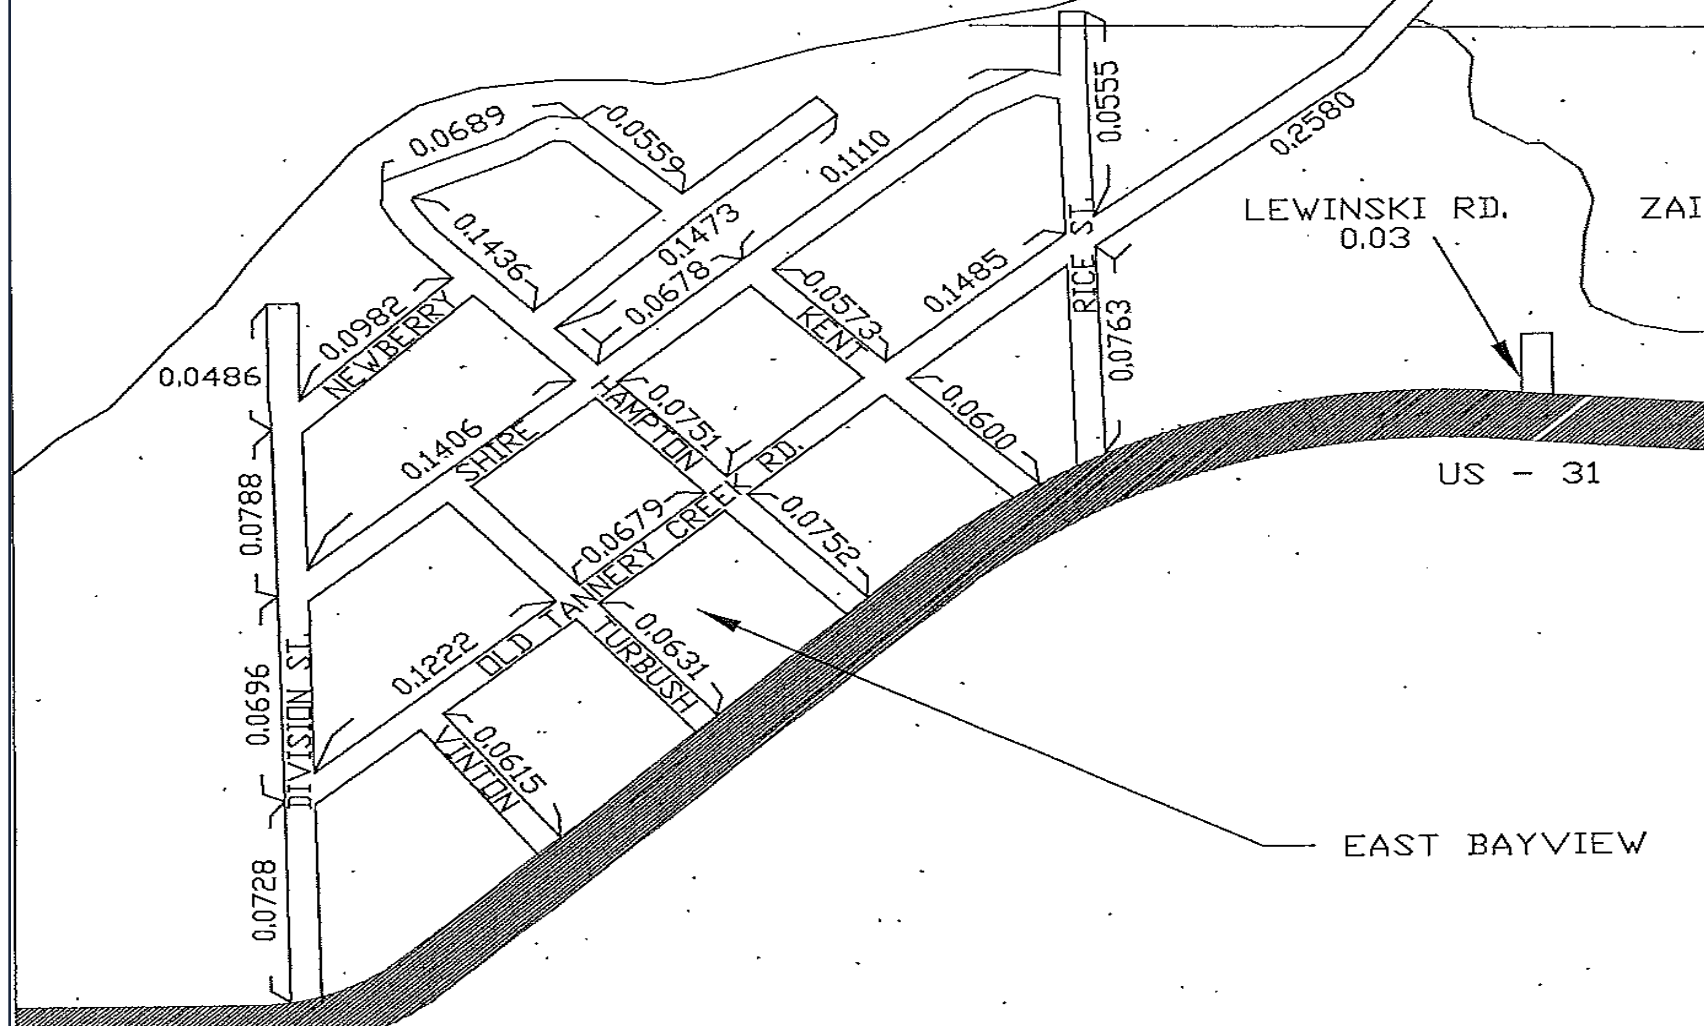 0.0689
0.0559
0.0555
0.1110
0.2580
LEWINSKI RD.
0.03
ZAI
0.1436
0.1473
0.0678
0.0573
KENT
0.1485
RICE ST.
0.0763
0.0982
NEWBERRY
0.0486
0.1406
SHIRE
HAMPTON
0.0751
0.0600
US - 31
0.0788
0.0679
OLD TANNERY CREEK RD.
0.0752
0.1222
0.0631
TURBUSH
0.0696
DIVISION ST.
0.0615
VINTON
EAST BAYVIEW
0.0728